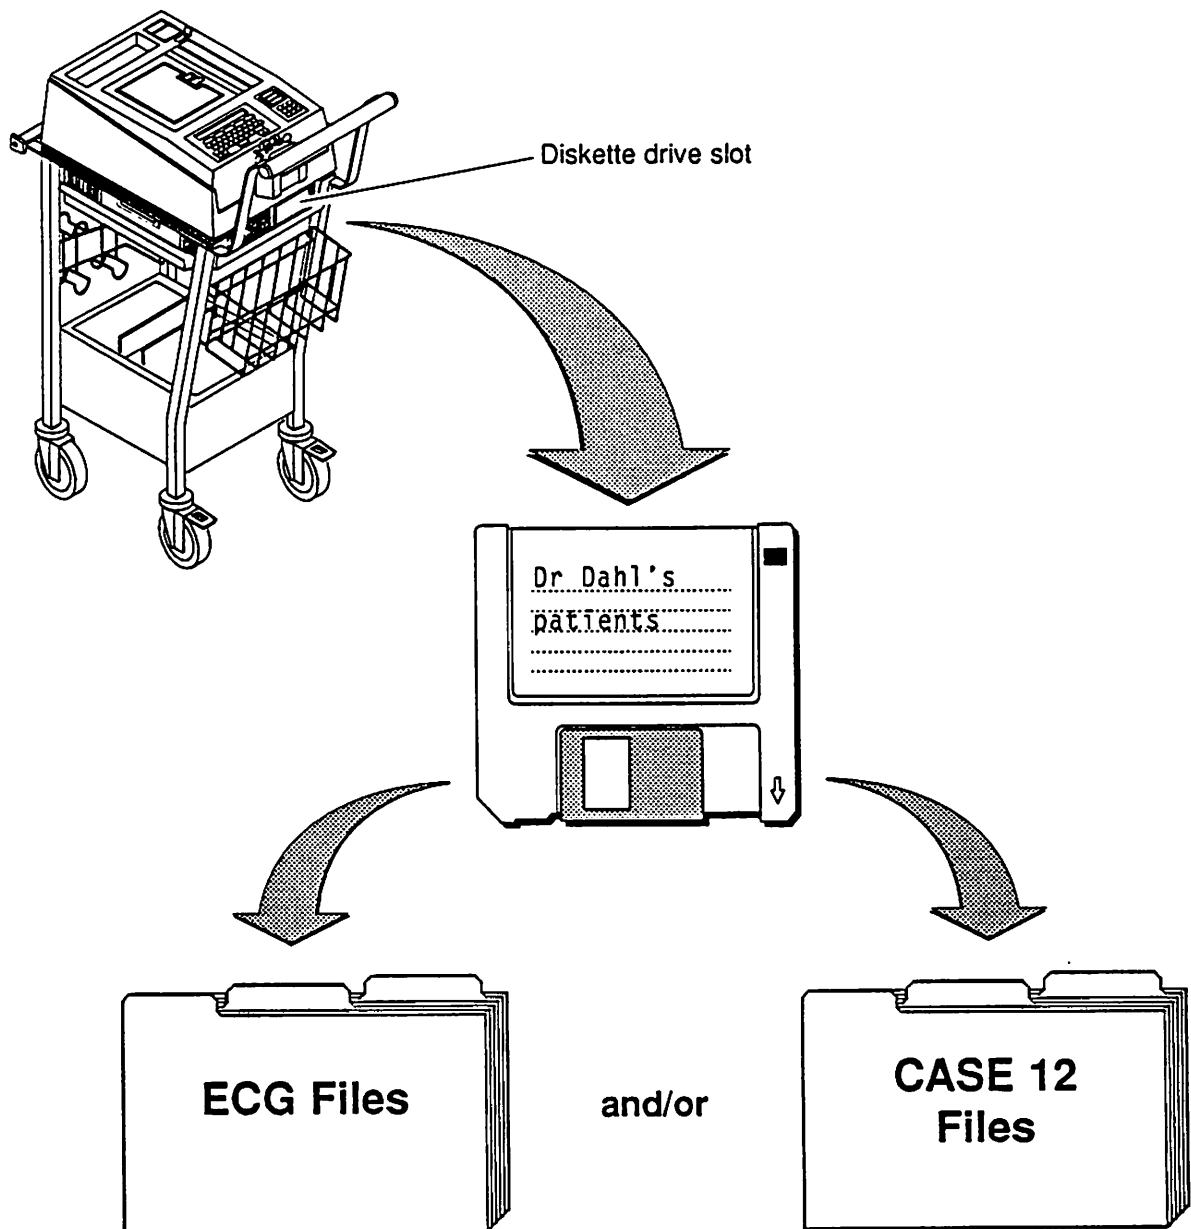 Diskette drive slot
Dr Dahl's
patients
ECG Files
and/or
CASE 12
Files